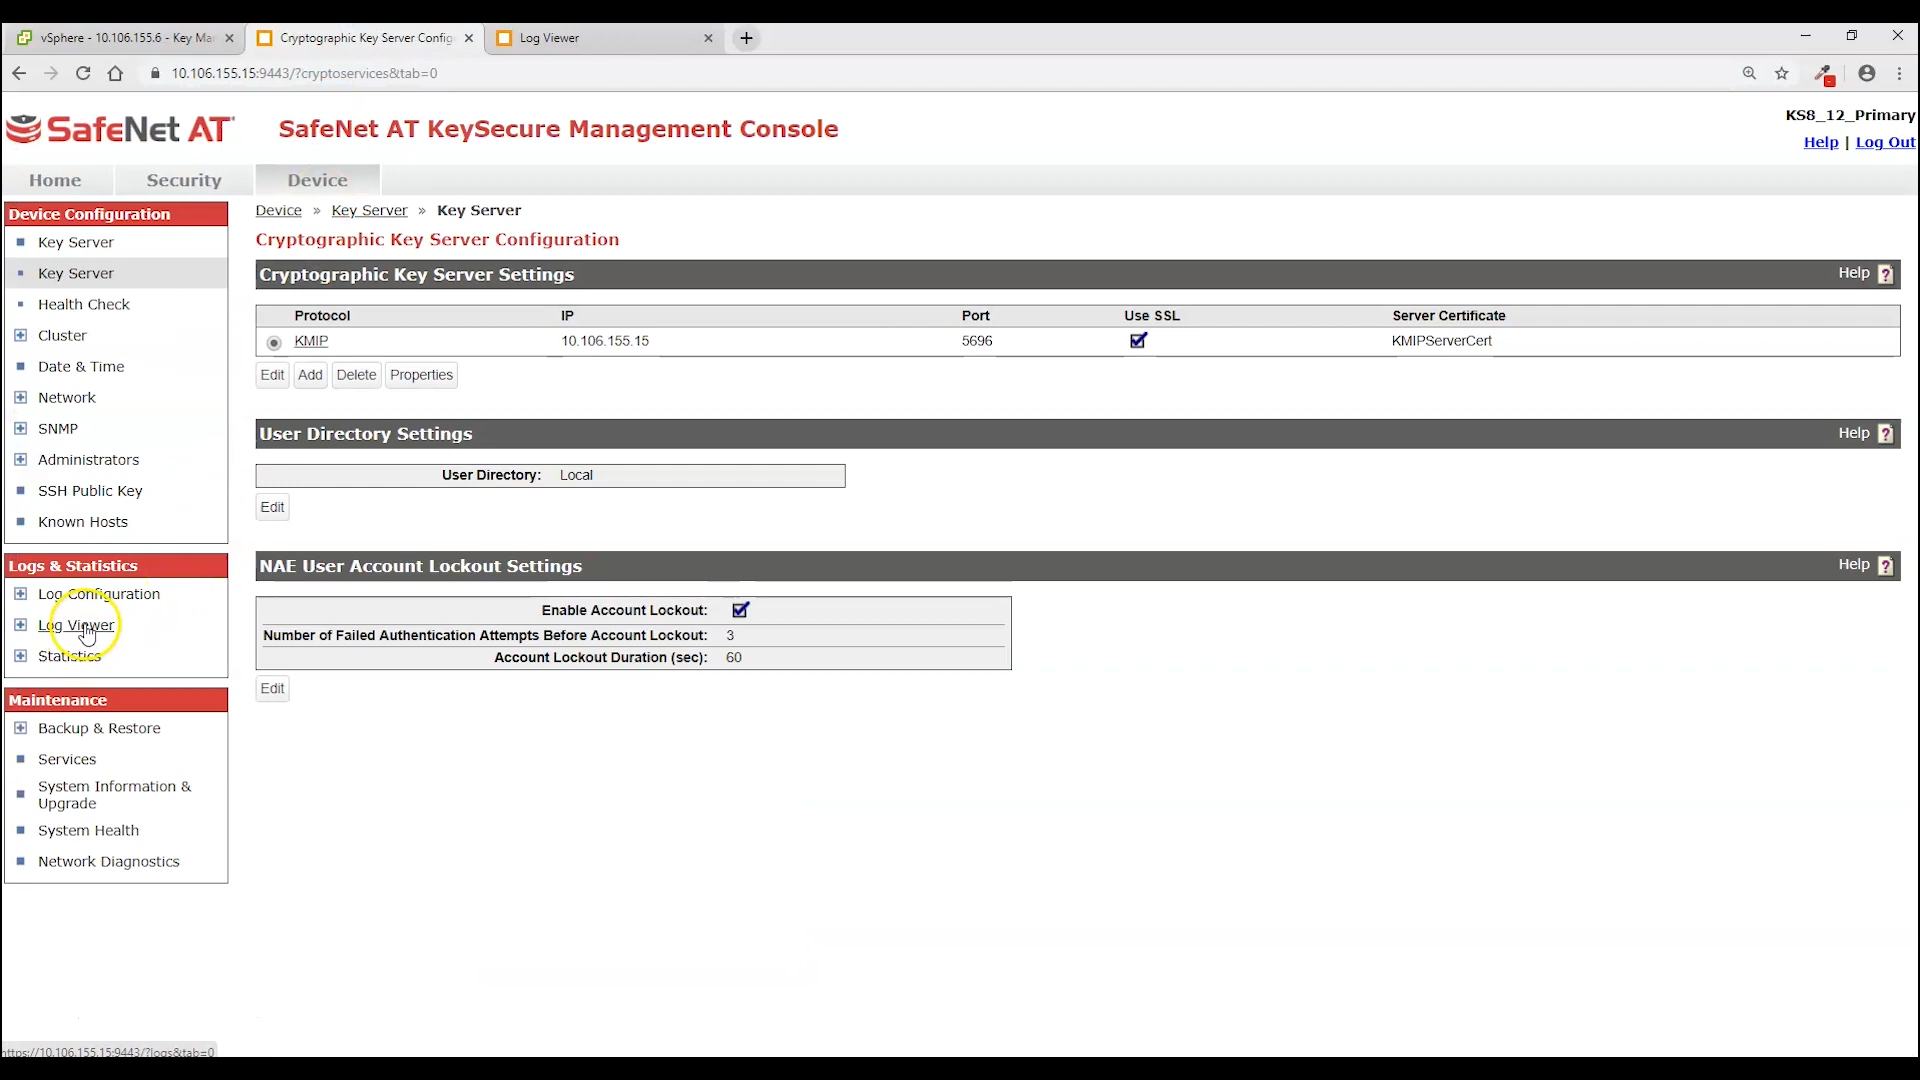 vSphere - 10.106.155.6 - Key Ma
Cryptographic Key Server Config
Log Viewer
10.106.155.15:9443/?cryptoservices&tab=0
SafeNet AT
SafeNet AT KeySecure Management Console
KS8_12_Primary
Help | Log Out
Home
Security
Device
Device Configuration
Key Server
Key Server
Health Check
Cluster
Date & Time
Network
SNMP
Administrators
SSH Public Key
Known Hosts
Logs & Statistics
Log Configuration
Log Viewer
Statistics
Maintenance
Backup & Restore
Services
System Information &
Upgrade
System Health
Network Diagnostics
Device » Key Server » Key Server
Cryptographic Key Server Configuration
Cryptographic Key Server Settings
Help ?
Protocol IP Port Use SSL Server Certificate
KMIP 10.106.155.15 5696 KMIPServerCert
Edit Add Delete Properties
User Directory Settings
Help ?
User Directory: Local
Edit
NAE User Account Lockout Settings
Help ?
Enable Account Lockout:
Number of Failed Authentication Attempts Before Account Lockout: 3
Account Lockout Duration (sec): 60
Edit
https://10.106.155.15:9443/?logs&tab=0